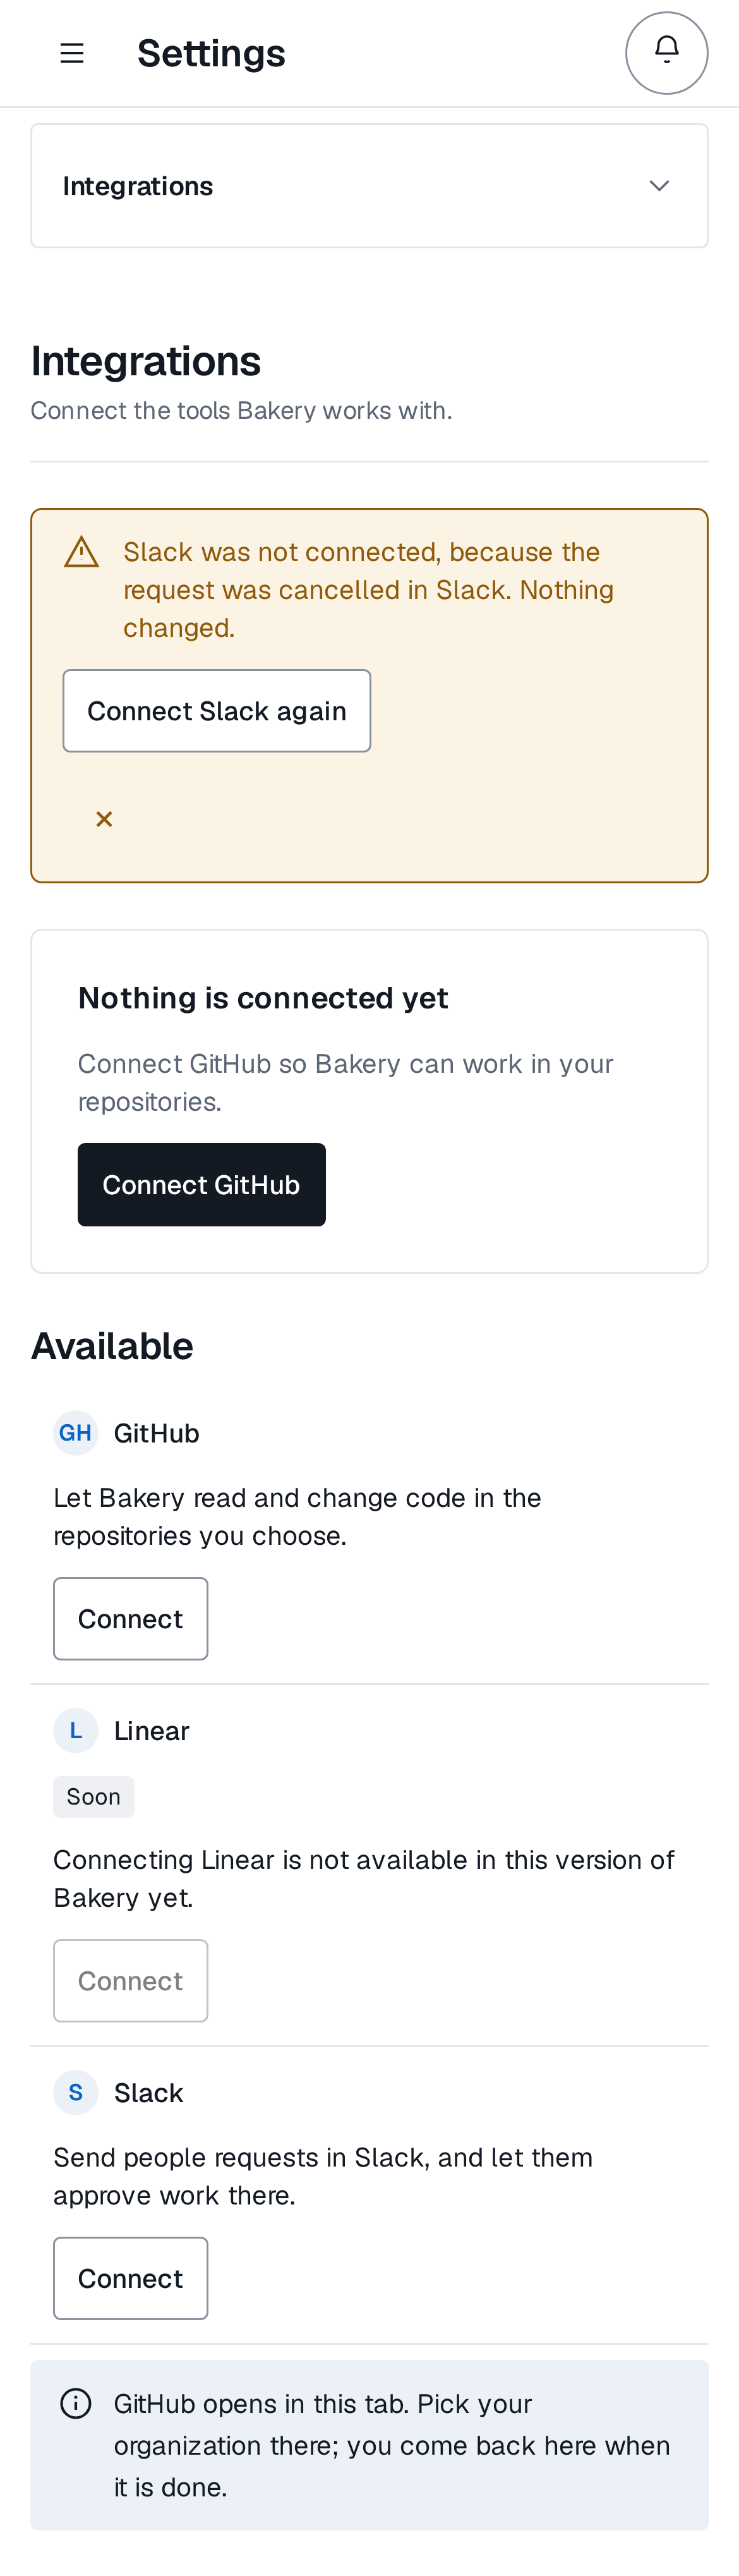 Settings
Integrations
Integrations
Connect the tools Bakery works with.
Slack was not connected, because the
request was cancelled in Slack. Nothing
changed.
Connect Slack again
Nothing is connected yet
Connect GitHub so Bakery can work in your
repositories.
Connect GitHub
Available
GH GitHub
Let Bakery read and change code in the
repositories you choose.
Connect
L Linear
Soon
Connecting Linear is not available in this version of
Bakery yet.
Connect
S Slack
Send people requests in Slack, and let them
approve work there.
Connect
GitHub opens in this tab. Pick your
organization there; you come back here when
it is done.